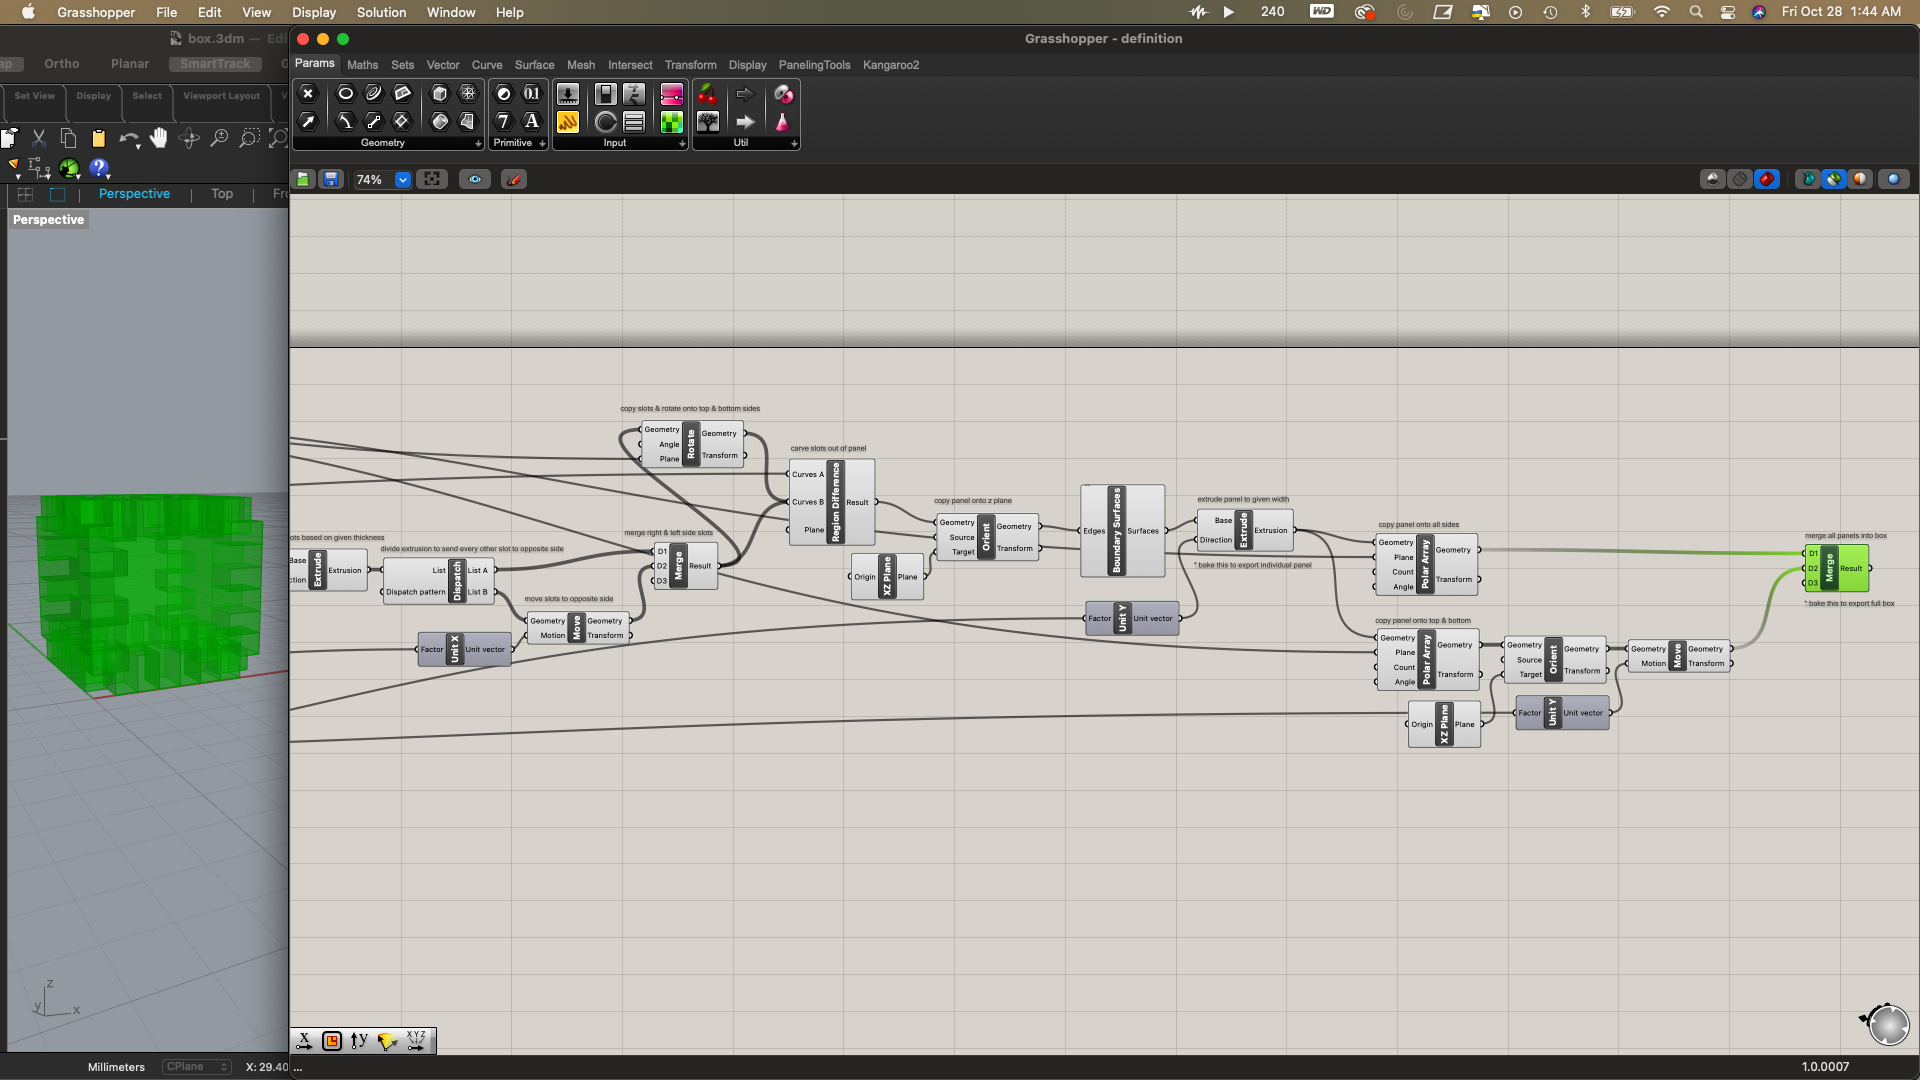 Grasshopper File Edit View Display Solution Window Help
240
WD
Fri Oct 28 1:44 AM
box.3dm — Edi
Grasshopper - definition
ap Ortho Planar SmartTrack G
Params Maths Sets Vector Curve Surface Mesh Intersect Transform Display PanelingTools Kangaroo2
Set View Display Select Viewport Layout V
Geometry Primitive Input Util
74%
Perspective Top Fro
Perspective
copy slots & rotate onto top & bottom sides
Geometry Angle Plane Rotate Geometry Transform
carve slots out of panel
Curves A Curves B Plane Region Difference Result
copy panel onto z plane
Geometry Source Target Orient Geometry Transform
Edges Boundary Surfaces Surfaces
extrude panel to given width
Base Direction Extrude Extrusion
* bake this to export individual panel
copy panel onto all sides
Geometry Plane Count Angle Polar Array Geometry Transform
merge all panels into box
D1 D2 D3 Merge Result
* bake this to export full box
ots based on given thickness
Base ction Extrude Extrusion
divide extrusion to send every other slot to opposite side
List Dispatch pattern Dispatch List A List B
merge right & left side slots
D1 D2 D3 Merge Result
Origin XZ Plane Plane
move slots to opposite side
Geometry Motion Move Geometry Transform
Factor Unit X Unit vector
Factor Unit Y Unit vector
copy panel onto top & bottom
Geometry Plane Count Angle Polar Array Geometry Transform
Geometry Source Target Orient Geometry Transform
Geometry Motion Move Geometry Transform
Origin XZ Plane Plane
Factor Unit Y Unit vector
z
y
x
Millimeters CPlane X: 29.40 ...
1.0.0007